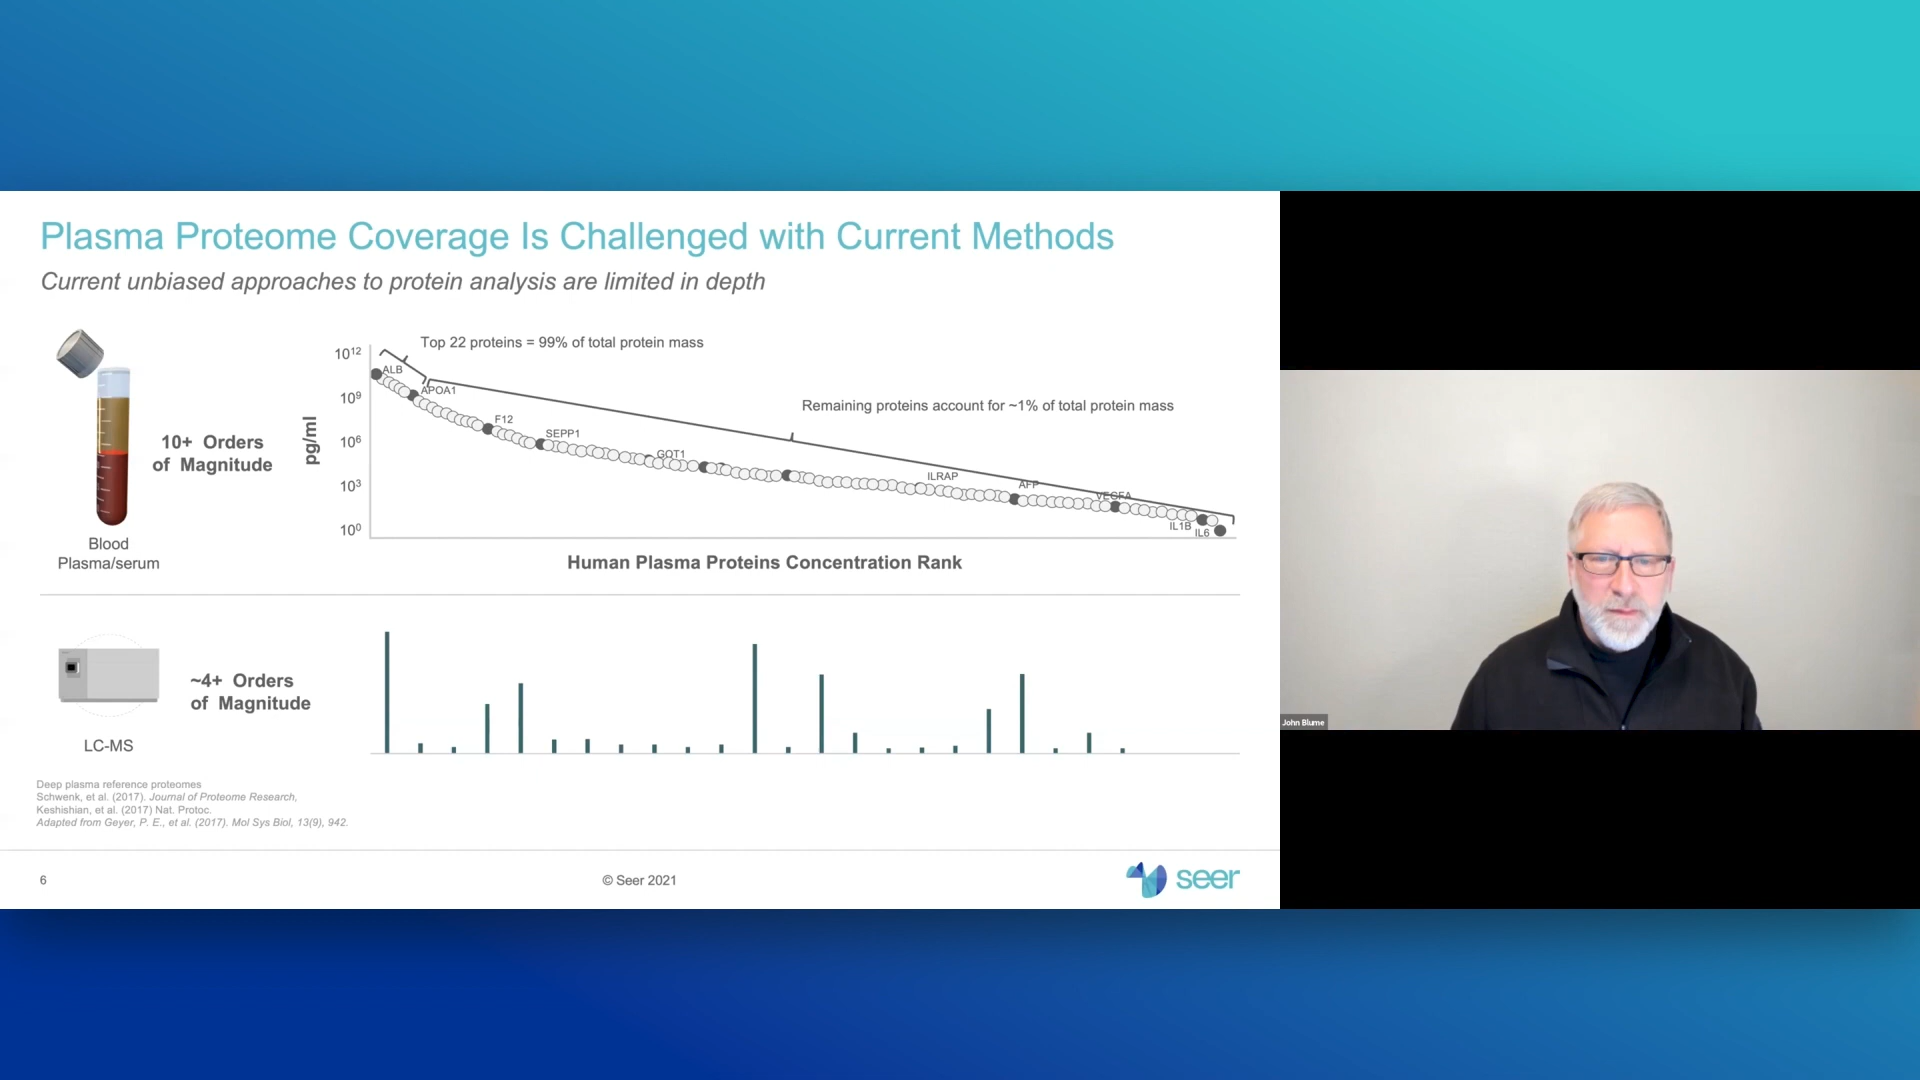 Plasma Proteome Coverage Is Challenged with Current Methods
Current unbiased approaches to protein analysis are limited in depth
10+ Orders
of Magnitude
Blood
Plasma/serum
pg/ml
10¹²
10⁹
10⁶
10³
10⁰
Top 22 proteins = 99% of total protein mass
Remaining proteins account for ~1% of total protein mass
ALB
APOA1
F12
SEPP1
GOT1
ILRAP
AFP
VEGFA
IL1B
IL6
Human Plasma Proteins Concentration Rank
~4+ Orders
of Magnitude
LC-MS
Deep plasma reference proteomes
Schwenk, et al. (2017). Journal of Proteome Research,
Keshishian, et al. (2017) Nat. Protoc.
Adapted from Geyer, P. E., et al. (2017). Mol Sys Biol, 13(9), 942.
6
© Seer 2021
seer
John Blume